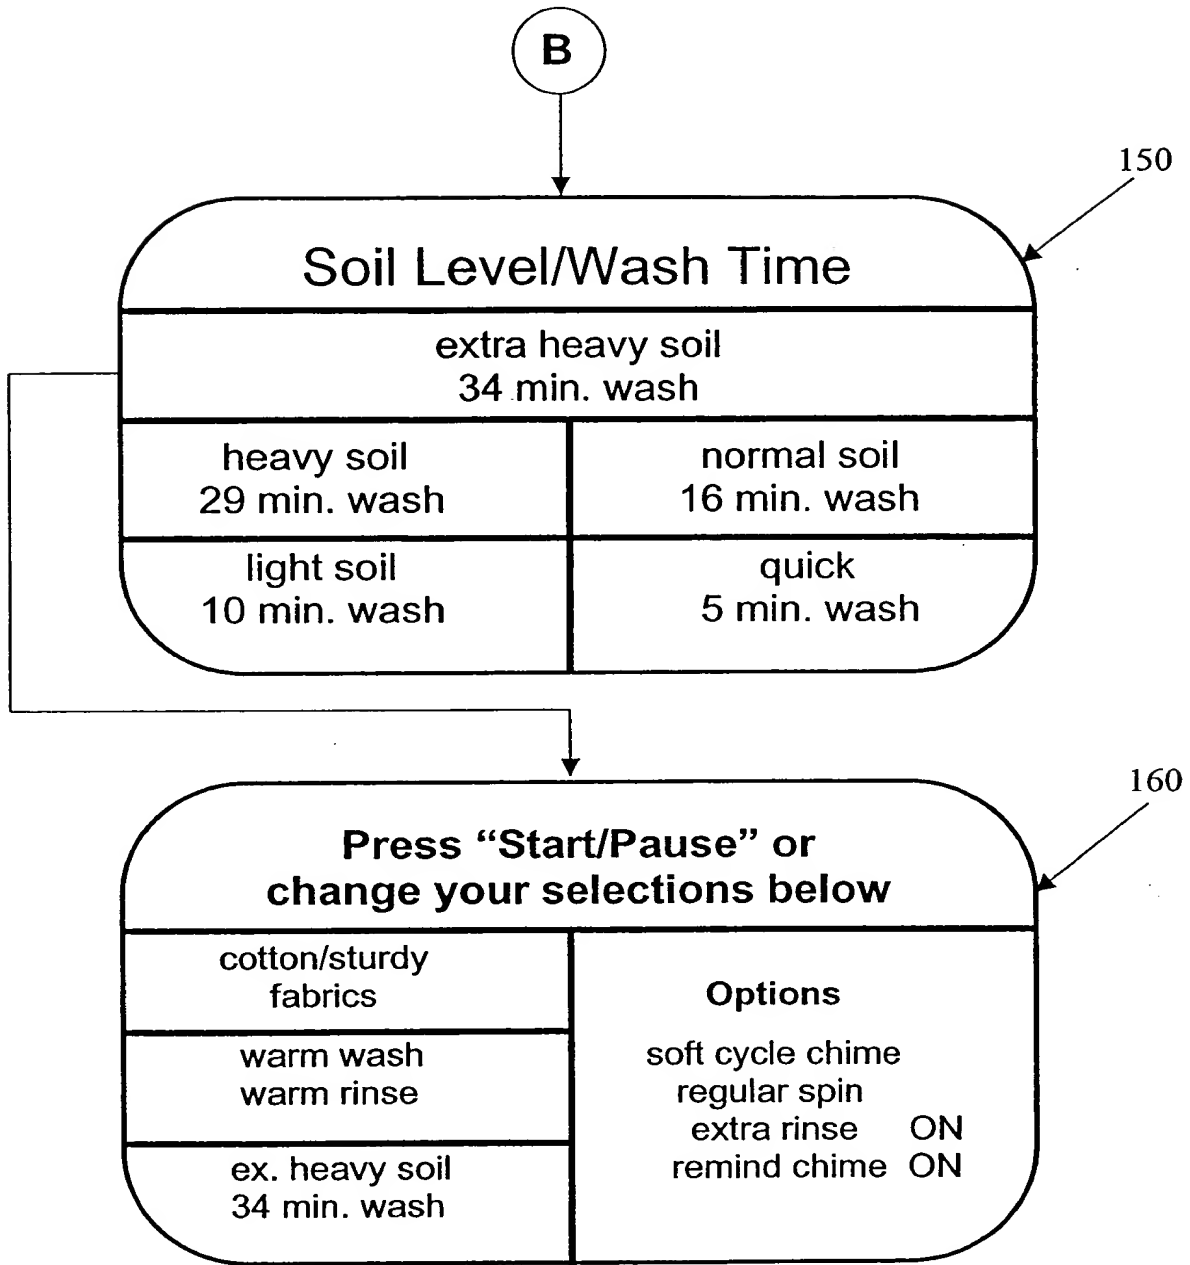 B
150
Soil Level/Wash Time
extra heavy soil
34 min. wash
heavy soil
29 min. wash
normal soil
16 min. wash
light soil
10 min. wash
quick
5 min. wash
160
Press “Start/Pause” or
change your selections below
cotton/sturdy
fabrics
warm wash
warm rinse
ex. heavy soil
34 min. wash
Options
soft cycle chime
regular spin
extra rinse ON
remind chime ON